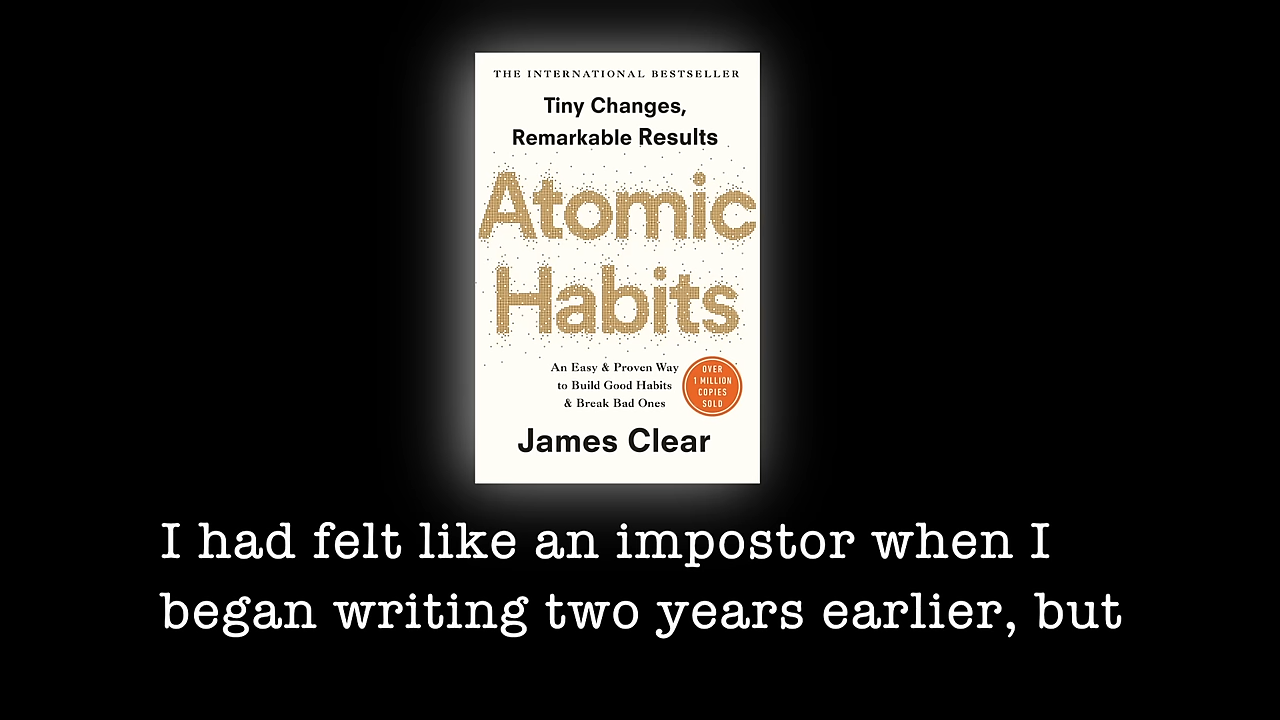 THE INTERNATIONAL BESTSELLER
Tiny Changes,
Remarkable Results
Atomic
Habits
An Easy & Proven Way
to Build Good Habits
& Break Bad Ones
OVER
1 MILLION
COPIES
SOLD
James Clear
I had felt like an impostor when I
began writing two years earlier, but